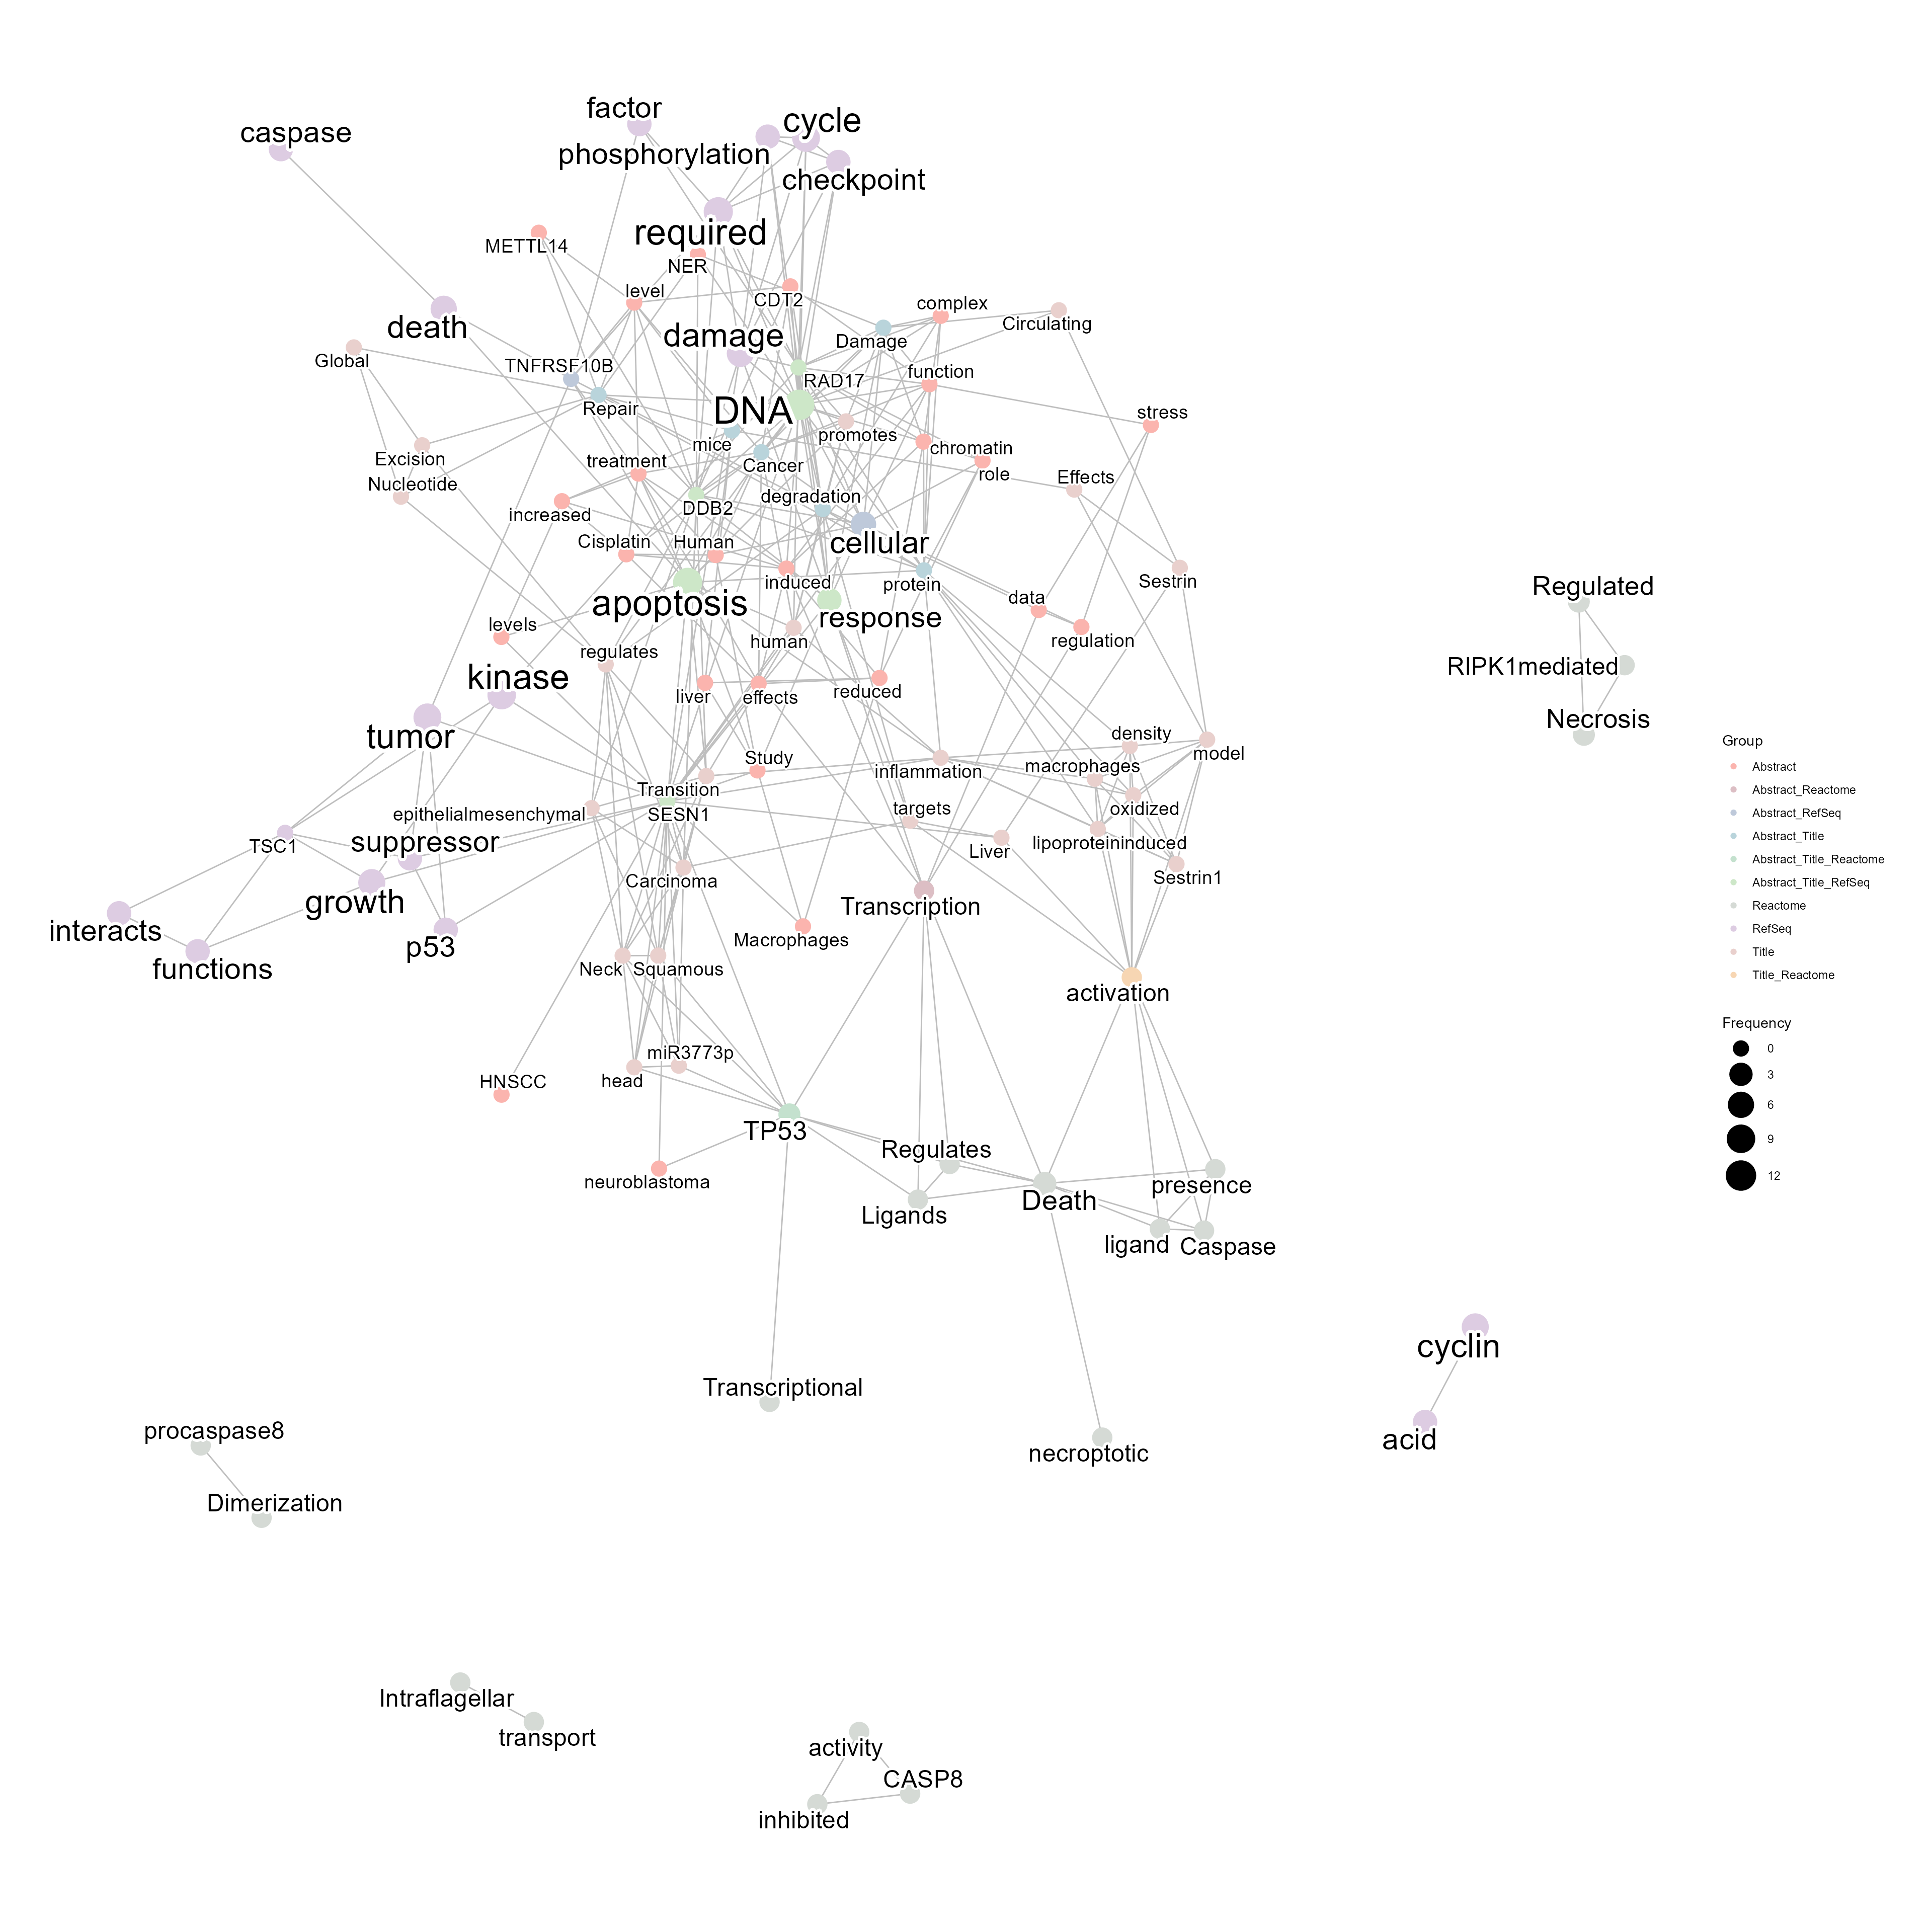 factor
cycle
caspase
phosphorylation
checkpoint
required
METTL14
NER
level
CDT2
complex
Circulating
death
damage
Damage
Global
TNFRSF10B
RAD17
function
Repair
DNA
stress
mice
promotes
chromatin
Excision
treatment
Cancer
role
Effects
Nucleotide
degradation
increased
DDB2
Cisplatin
Human
cellular
induced
protein
Sestrin
Regulated
apoptosis
data
response
levels
human
regulation
regulates
RIPK1mediated
kinase
liver
effects
reduced
Necrosis
tumor
density
Group
Study
model
inflammation
macrophages
Abstract
Transition
Abstract_Reactome
epithelialmesenchymal
SESN1
targets
oxidized
Abstract_RefSeq
TSC1
suppressor
Liver
lipoproteininduced
Abstract_Title
Abstract_Title_Reactome
Carcinoma
Sestrin1
Abstract_Title_RefSeq
growth
Transcription
Reactome
interacts
RefSeq
p53
Macrophages
Title
functions
Neck
Squamous
Title_Reactome
activation
Frequency
miR3773p
0
HNSCC
head
3
TP53
6
Regulates
9
neuroblastoma
presence
12
Death
Ligands
ligand
Caspase
cyclin
Transcriptional
procaspase8
acid
necroptotic
Dimerization
Intraflagellar
transport
activity
CASP8
inhibited